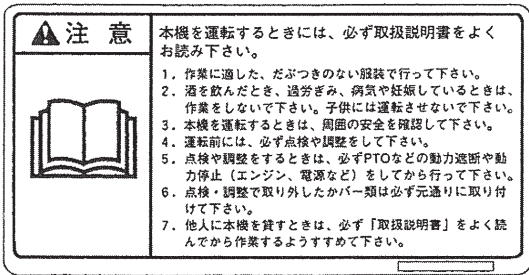 注 意
本機を運転するときには、必ず取扱説明書をよく
お読み下さい。
1. 作業に適した、だぶつきのない服装で行って下さい。
2. 酒を飲んだとき、過労ぎみ、病気や妊娠しているときは、
作業をしないで下さい。子供には運転させないで下さい。
3. 本機を運転するときは、周囲の安全を確認して下さい。
4. 運転前には、必ず点検や調整をして下さい。
5. 点検や調整をするときは、必ずPTOなどの動力遮断や動
力停止（エンジン、電源など）をしてから行って下さい。
6. 点検・調整で取り外したカバー類は必ず元通りに取り付
けて下さい。
7. 他人に本機を貸すときは、必ず「取扱説明書」をよく読
んでから作業するようすすめて下さい。